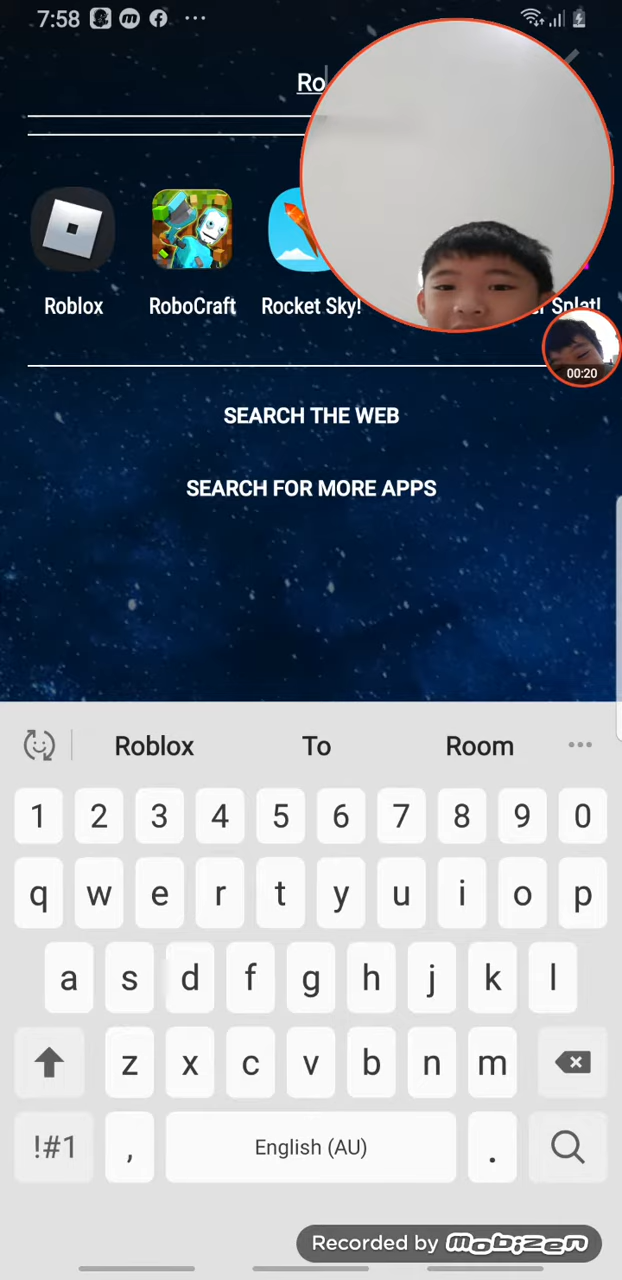 7:58
Ro
Roblox RoboCraft Rocket Sky! Splat!
00:20
SEARCH THE WEB
SEARCH FOR MORE APPS
Roblox To Room
1 2 3 4 5 6 7 8 9 0
q w e r t y u i o p
a s d f g h j k l
z x c v b n m
!#1 , English (AU) .
Recorded by mobizen